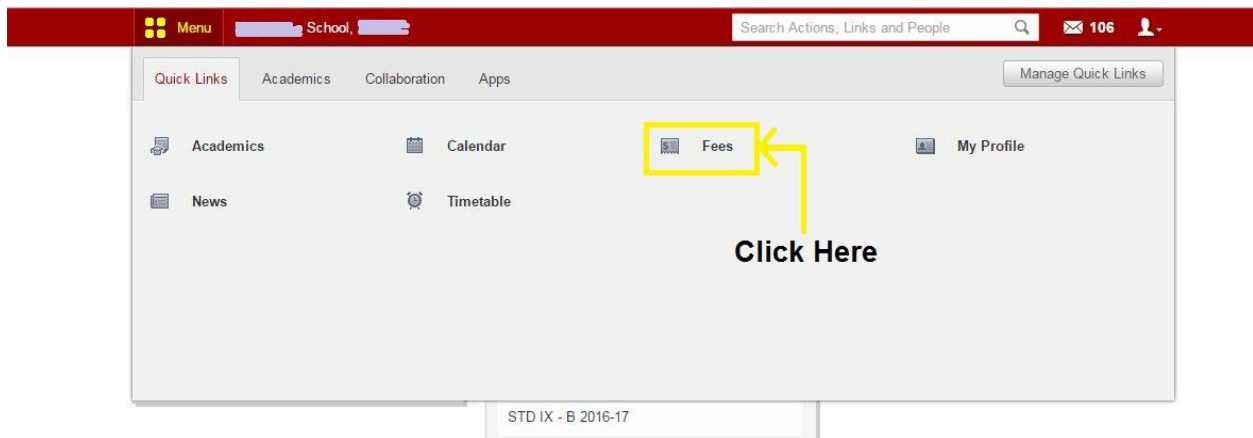 Menu School, Search Actions, Links and People 106
Quick Links Academics Collaboration Apps Manage Quick Links
Academics Calendar $ Fees My Profile
News Timetable
Click Here
STD IX - B 2016-17